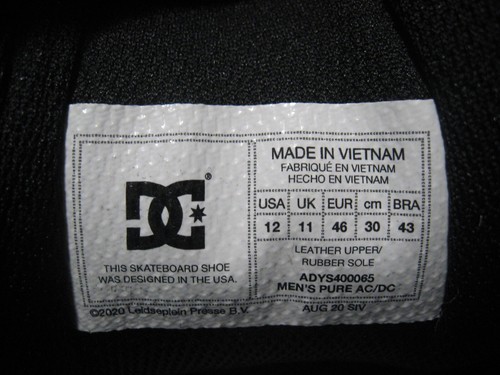 DC
®
THIS SKATEBOARD SHOE
WAS DESIGNED IN THE USA.
©2020 Leidseplein Presse B.V.
MADE IN VIETNAM
FABRIQUÉ EN VIETNAM
HECHO EN VIETNAM
USA UK EUR cm BRA
12 11 46 30 43
LEATHER UPPER/
RUBBER SOLE
ADYS400065
MEN'S PURE AC/DC
AUG 20 SIV